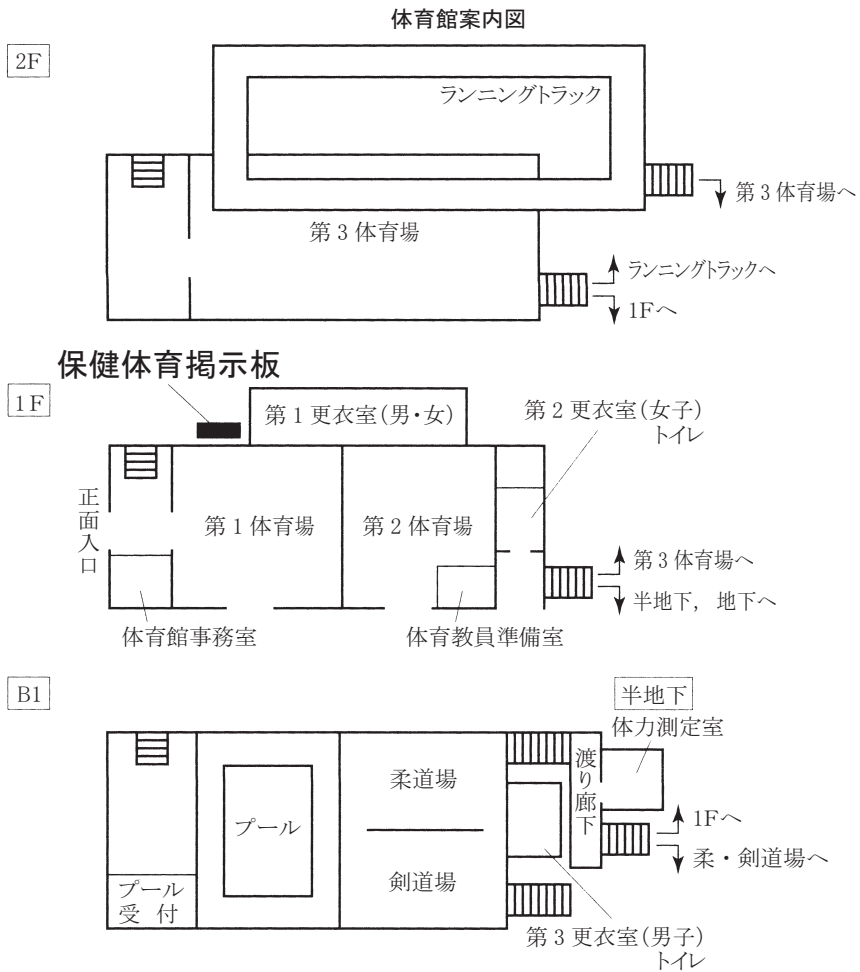 体育館案内図
2F
ランニングトラック
第3体育場へ
第3体育場
ランニングトラックへ
1Fへ
保健体育掲示板
1F
第1更衣室(男・女)
第2更衣室(女子)
トイレ
正面入口
第1体育場
第2体育場
第3体育場へ
半地下, 地下へ
体育館事務室
体育教員準備室
B1
半地下
体力測定室
渡り廊下
柔道場
プール
1Fへ
柔・剣道場へ
剣道場
プール
受付
第3更衣室(男子)
トイレ